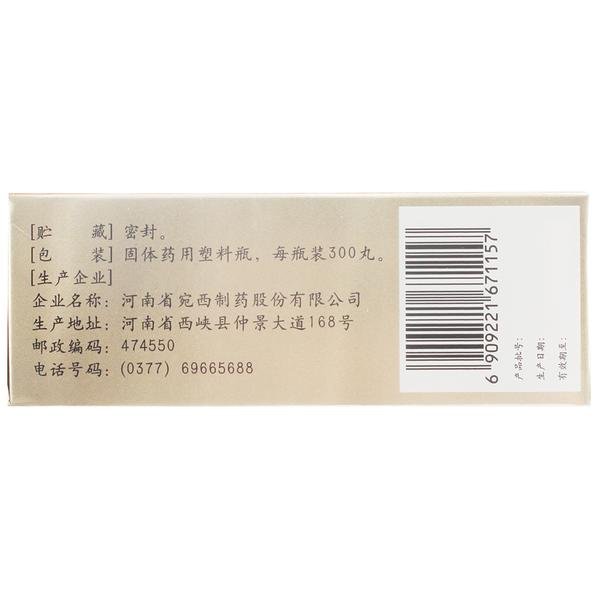 [贮 藏] 密封。
[包 装] 固体药用塑料瓶，每瓶装300丸。
[生产企业]
企业名称：河南省宛西制药股份有限公司
生产地址：河南省西峡县仲景大道168号
邮政编码：474550
电话号码：(0377) 69665688
6 909221 671157
产品批号：
生产日期：
有效期至：